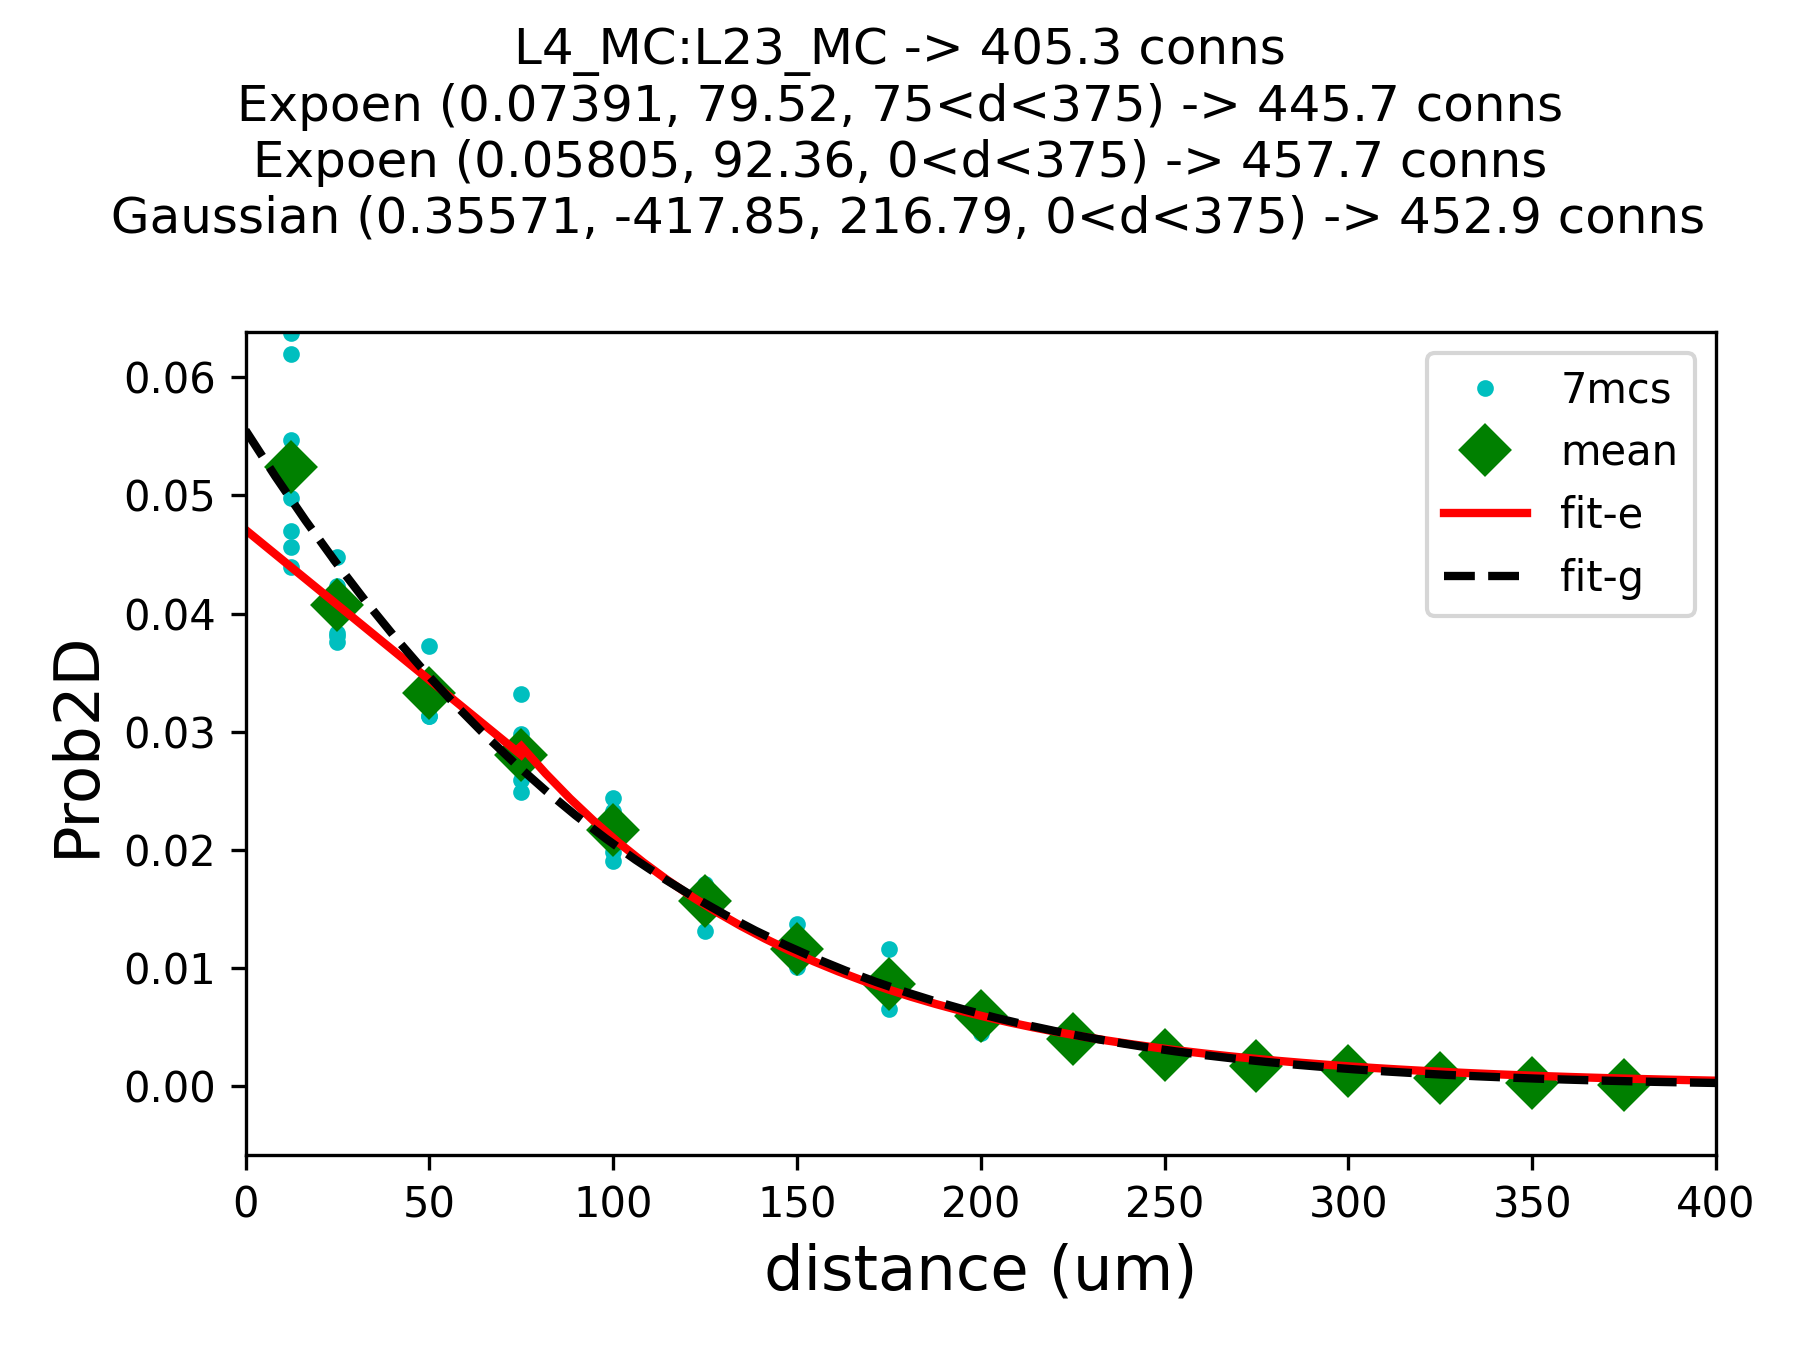 L4_MC:L23_MC -> 405.3 conns
Expoen (0.07391, 79.52, 75<d<375) -> 445.7 conns
Expoen (0.05805, 92.36, 0<d<375) -> 457.7 conns
Gaussian (0.35571, -417.85, 216.79, 0<d<375) -> 452.9 conns
7mcs
mean
fit-e
fit-g
0.06
0.05
0.04
0.03
0.02
0.01
0.00
Prob2D
0 50 100 150 200 250 300 350 400
distance (um)